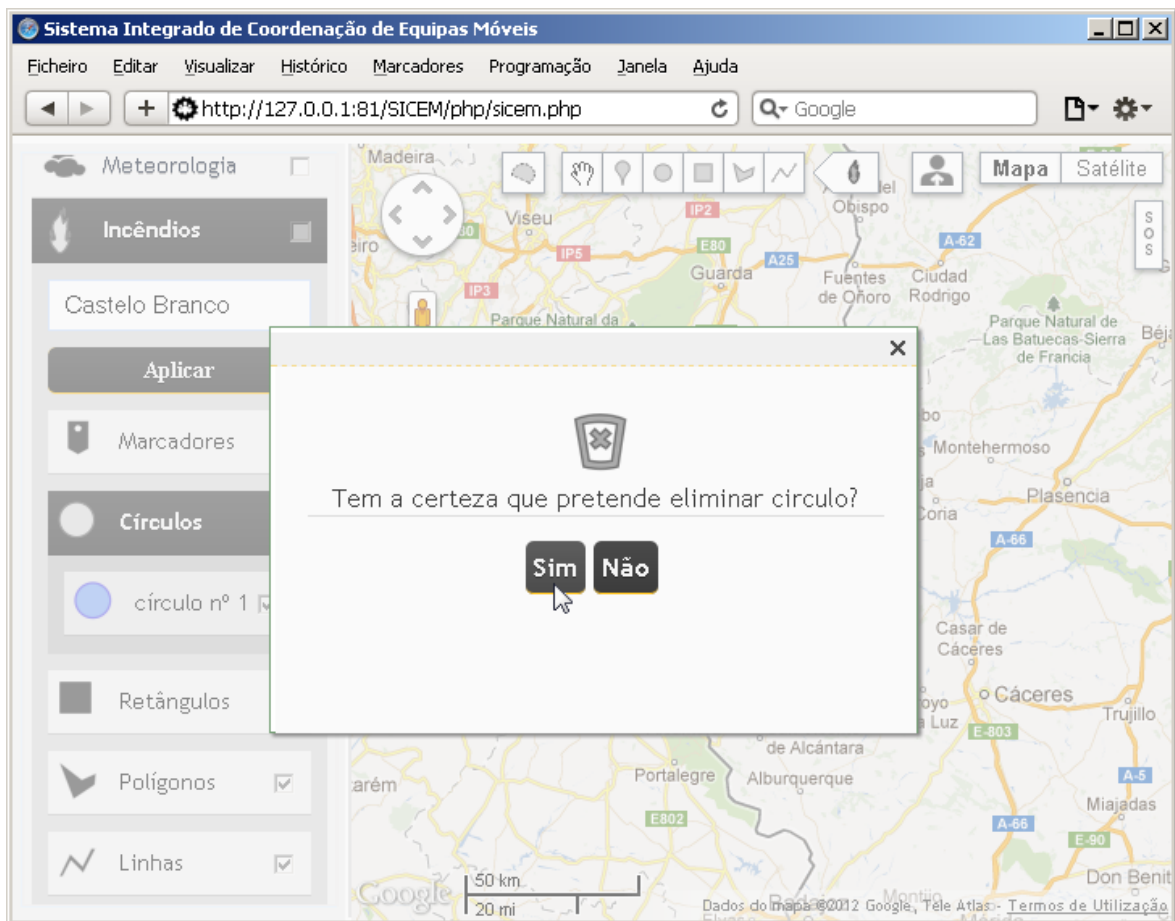 Sistema Integrado de Coordenação de Equipas Móveis
Ficheiro Editar Visualizar Histórico Marcadores Programação Janela Ajuda
http://127.0.0.1:81/SICEM/php/sicem.php
Google
Meteorologia
Incêndios
Castelo Branco
Aplicar
Marcadores
Círculos
círculo nº 1
Retângulos
Polígonos
Linhas
Mapa Satélite
SOS
Madeira
Viseu
IP2
Obispo
IP5
E80
A25
A-62
Guarda
Fuentes de Oñoro
Ciudad Rodrigo
IP3
Parque Natural da
Parque Natural de
Las Batuecas-Sierra
de Francia
Tem a certeza que pretende eliminar circulo?
Sim Não
Montehermoso
Plasencia
Coria
A-66
Casar de
Cáceres
Cáceres
Trujillo
Luz
E-803
de Alcántara
Portalegre
Alburquerque
A-5
Miajadas
E802
A-66
E-90
Don Benit
Montijo
Google
50 km
20 mi
Dados do mapa ©2012 Google, Tele Atlas - Termos de Utilização